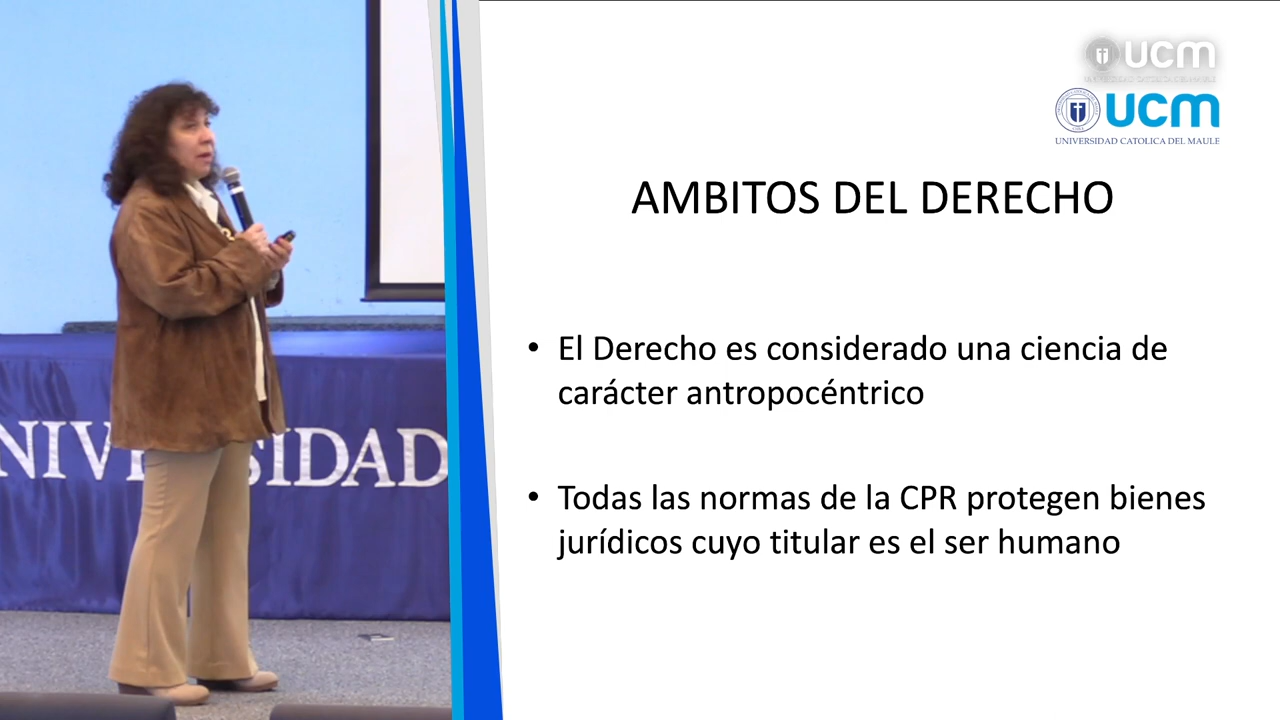 ucm
ucm
UNIVERSIDAD CATOLICA DEL MAULE
AMBITOS DEL DERECHO
• El Derecho es considerado una ciencia de
carácter antropocéntrico
• Todas las normas de la CPR protegen bienes
jurídicos cuyo titular es el ser humano
NIV SIDAD